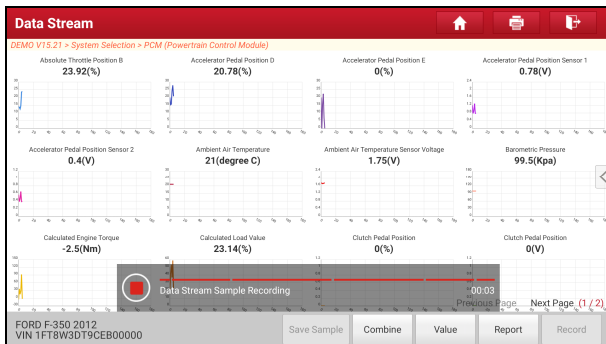 Data Stream
DEMO V15.21 > System Selection > PCM (Powertrain Control Module)
Absolute Throttle Position B
23.92(%)
Accelerator Pedal Position D
20.78(%)
Accelerator Pedal Position E
0(%)
Accelerator Pedal Position Sensor 1
0.78(V)
Accelerator Pedal Position Sensor 2
0.4(V)
Ambient Air Temperature
21(degree C)
Ambient Air Temperature Sensor Voltage
1.75(V)
Barometric Pressure
99.5(Kpa)
Calculated Engine Torque
-2.5(Nm)
Calculated Load Value
23.14(%)
Clutch Pedal Position
0(%)
Clutch Pedal Position
0(V)
Data Stream Sample Recording
00:03
Previous Page Next Page (1 / 2)
FORD F-350 2012
VIN 1FT8W3DT9CEB00000
Save Sample Combine Value Report Record